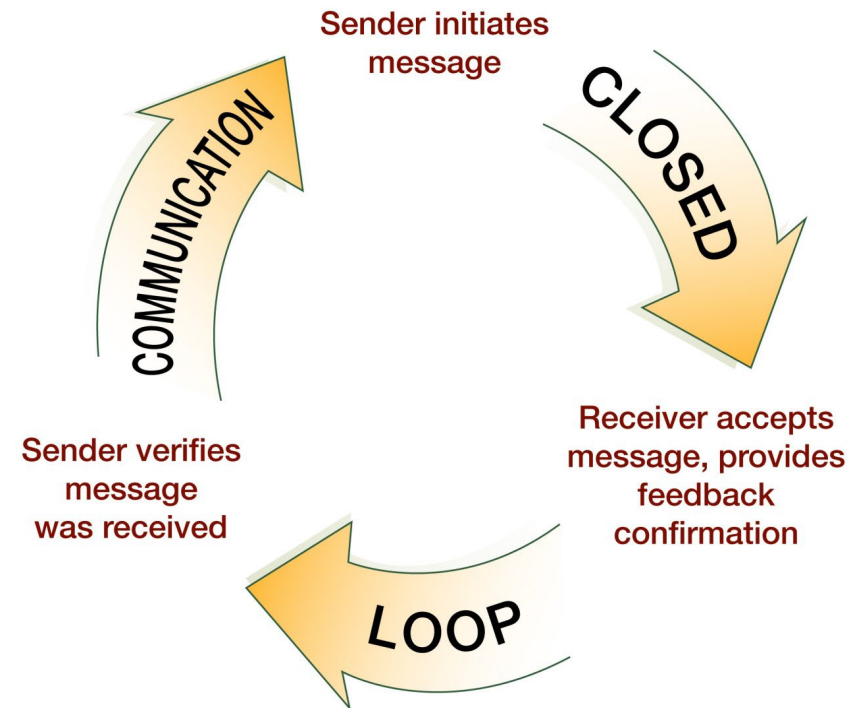 Sender initiates
message
CLOSED
Receiver accepts
message, provides
feedback
confirmation
LOOP
Sender verifies
message
was received
COMMUNICATION